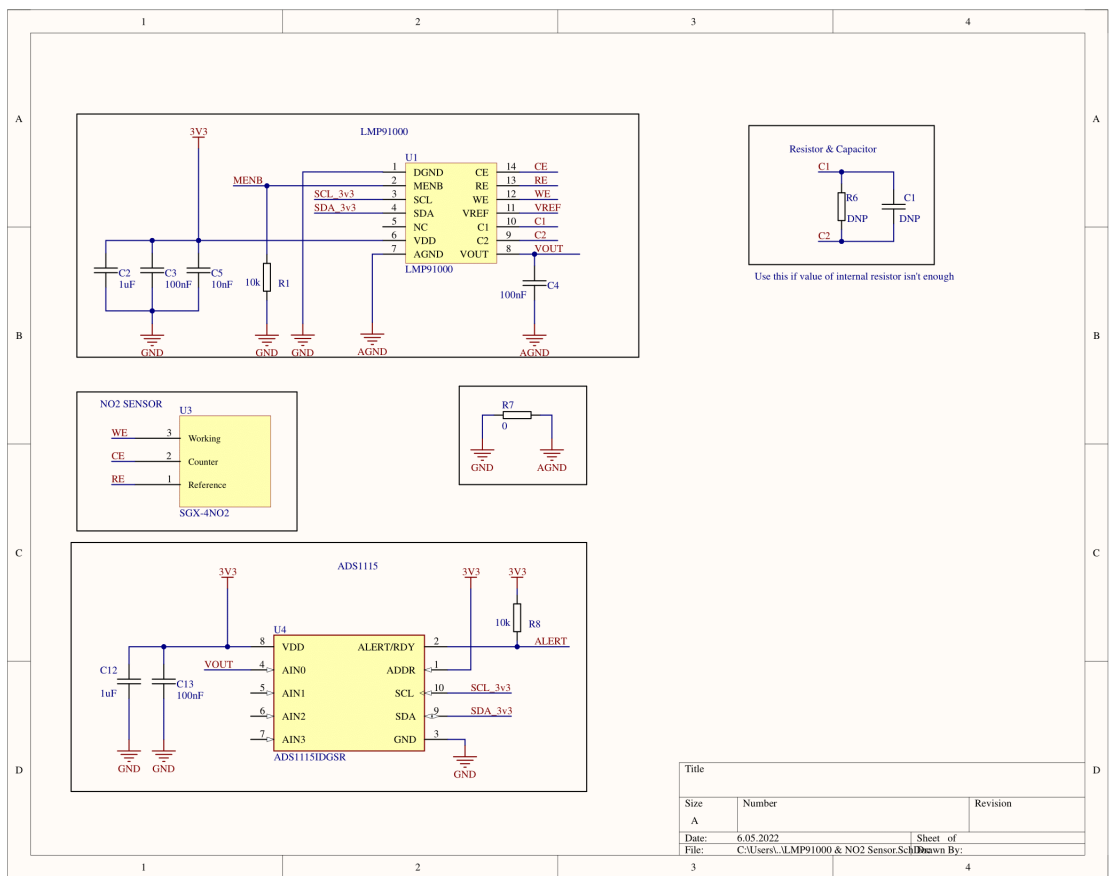 1 2 3 4
A A
B B
C C
D D
1 2 3 4
LMP91000
3V3
U1
MENB
SCL_3v3
SDA_3v3
1 DGND CE 14 CE
2 MENB RE 13 RE
3 SCL WE 12 WE
4 SDA VREF 11 VREF
5 NC C1 10 C1
6 VDD C2 9 C2
7 AGND VOUT 8 VOUT
LMP91000
C2
1uF
C3
100nF
C5
10nF
10k R1
100nF C4
GND
GND
GND
AGND
AGND
Resistor & Capacitor
C1
R6
DNP
C1
DNP
C2
Use this if value of internal resistor isn't enough
NO2 SENSOR
U3
WE 3 Working
CE 2 Counter
RE 1 Reference
SGX-4NO2
R7
0
GND
AGND
ADS1115
3V3
3V3
3V3
10k R8
U4
8 VDD ALERT/RDY 2 ALERT
VOUT 4 AIN0 ADDR 1
5 AIN1 SCL 10 SCL_3v3
6 AIN2 SDA 9 SDA_3v3
7 AIN3 GND 3
ADS1115IDGSR
C12
1uF
C13
100nF
GND
GND
GND
Title
Size Number Revision
A
Date: 6.05.2022 Sheet of
File: C:\Users\..\LMP91000 & NO2 Sensor.SchDoc Drawn By: